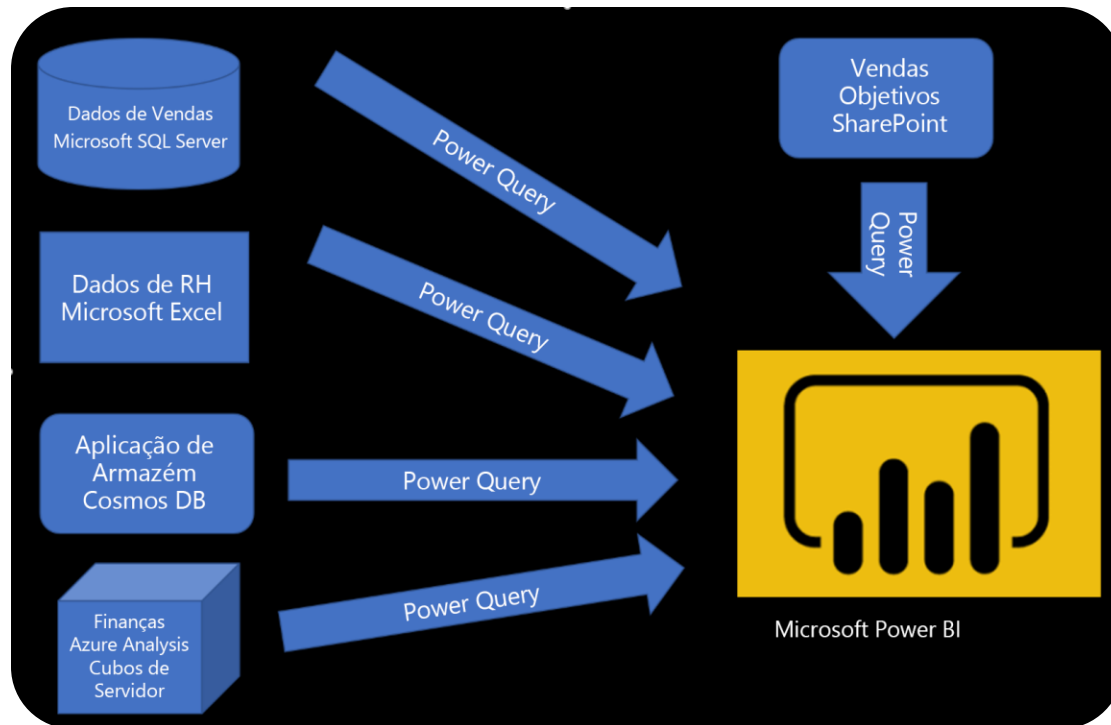 Dados de Vendas
Microsoft SQL Server
Power Query
Vendas
Objetivos
SharePoint
Power
Query
Dados de RH
Microsoft Excel
Power Query
Aplicação de
Armazém
Cosmos DB
Power Query
Finanças
Azure Analysis
Cubos de
Servidor
Power Query
Microsoft Power BI